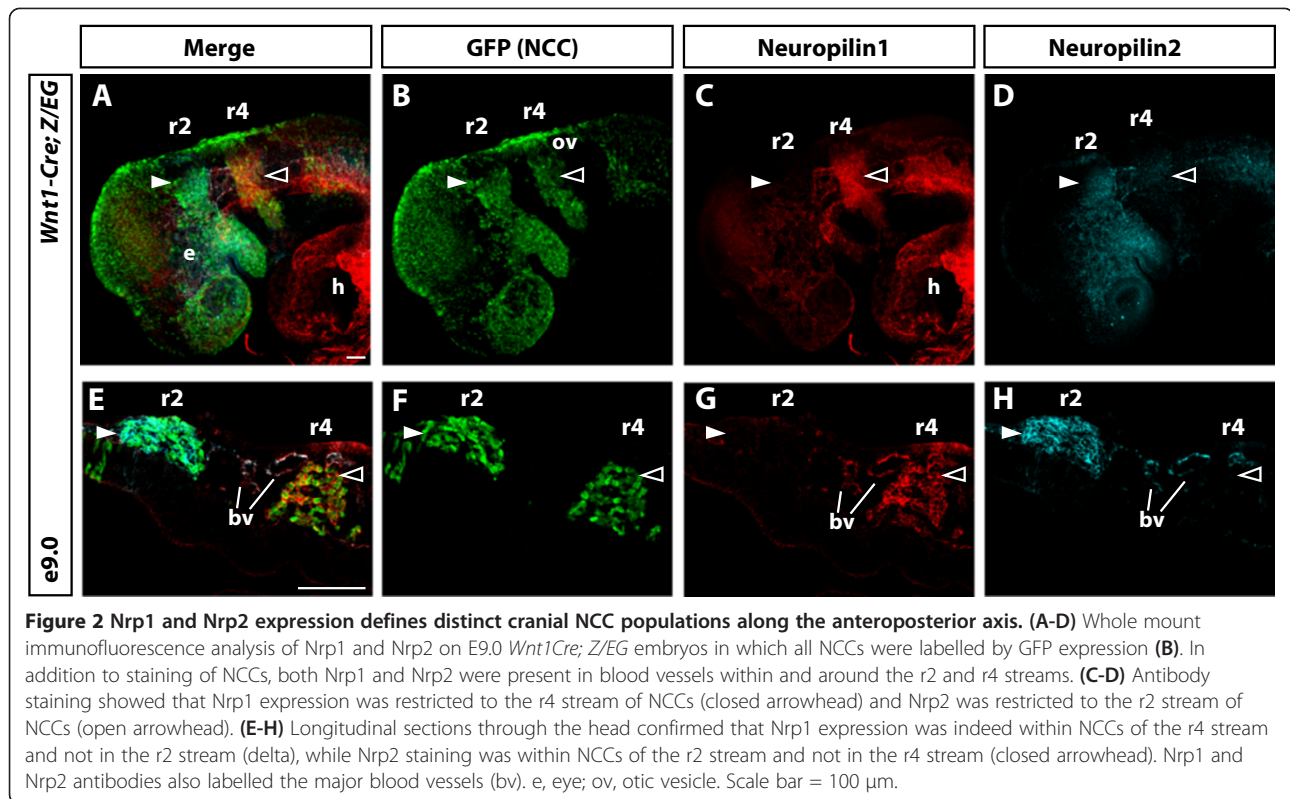 Merge
GFP (NCC)
Neuropilin1
Neuropilin2
Wnt1-Cre; Z/EG
A
r2
r4
e
h
B
r2
r4
ov
C
r2
r4
h
D
r2
r4
e9.0
E
r2
r4
bv
F
r2
r4
G
r2
r4
bv
H
r2
r4
bv
Figure 2 Nrp1 and Nrp2 expression defines distinct cranial NCC populations along the anteroposterior axis. (A-D) Whole mount
immunofluorescence analysis of Nrp1 and Nrp2 on E9.0 Wnt1Cre; Z/EG embryos in which all NCCs were labelled by GFP expression (B). In
addition to staining of NCCs, both Nrp1 and Nrp2 were present in blood vessels within and around the r2 and r4 streams. (C-D) Antibody
staining showed that Nrp1 expression was restricted to the r4 stream of NCCs (closed arrowhead) and Nrp2 was restricted to the r2 stream of
NCCs (open arrowhead). (E-H) Longitudinal sections through the head confirmed that Nrp1 expression was indeed within NCCs of the r4 stream
and not in the r2 stream (delta), while Nrp2 staining was within NCCs of the r2 stream and not in the r4 stream (closed arrowhead). Nrp1 and
Nrp2 antibodies also labelled the major blood vessels (bv). e, eye; ov, otic vesicle. Scale bar = 100 μm.